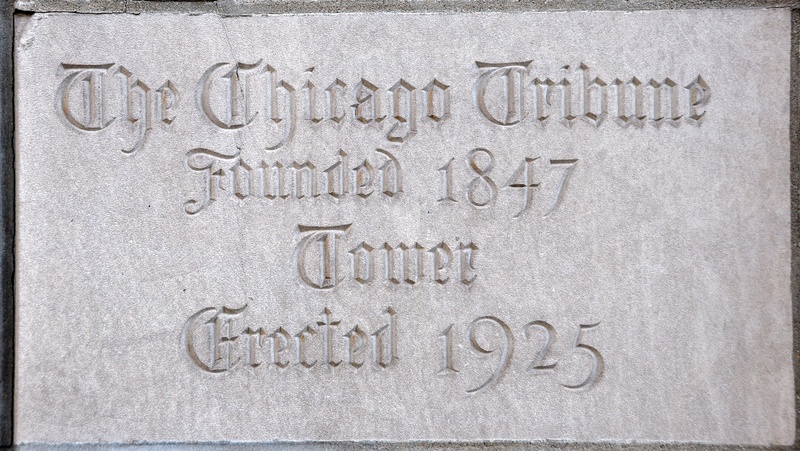 The Chicago Tribune
Founded 1847
Tower
Erected 1925